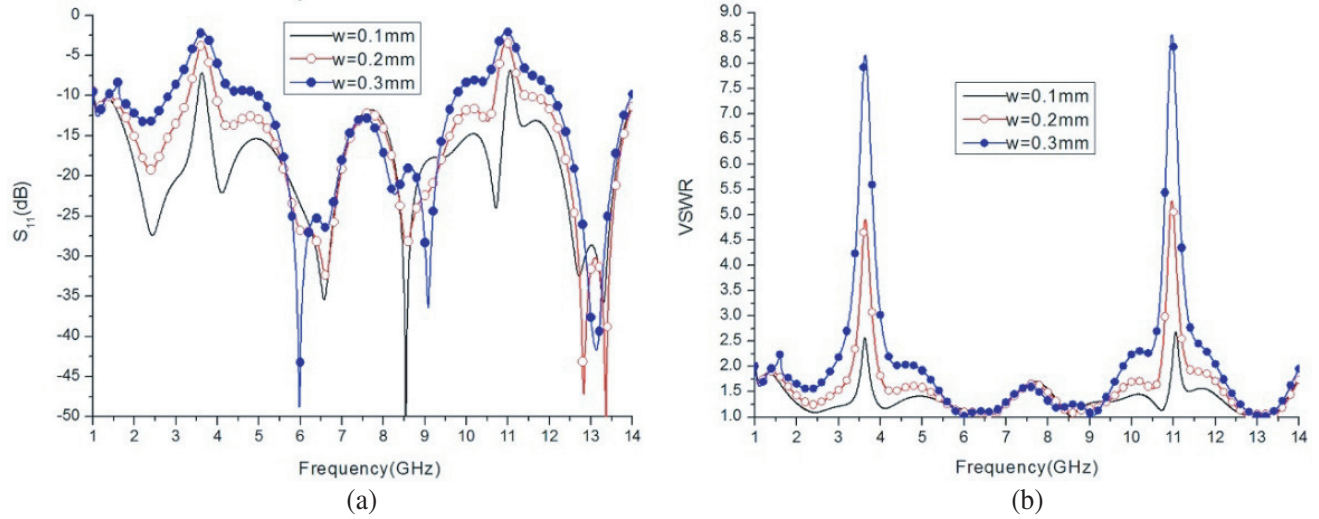 0
-5
-10
-15
-20
-25
-30
-35
-40
-45
-50
S11(dB)
w=0.1mm
w=0.2mm
w=0.3mm
1 2 3 4 5 6 7 8 9 10 11 12 13 14
Frequency(GHz)
(a)
9.0
8.5
8.0
7.5
7.0
6.5
6.0
5.5
5.0
4.5
4.0
3.5
3.0
2.5
2.0
1.5
1.0
VSWR
w=0.1mm
w=0.2mm
w=0.3mm
1 2 3 4 5 6 7 8 9 10 11 12 13 14
Frequency(GHz)
(b)